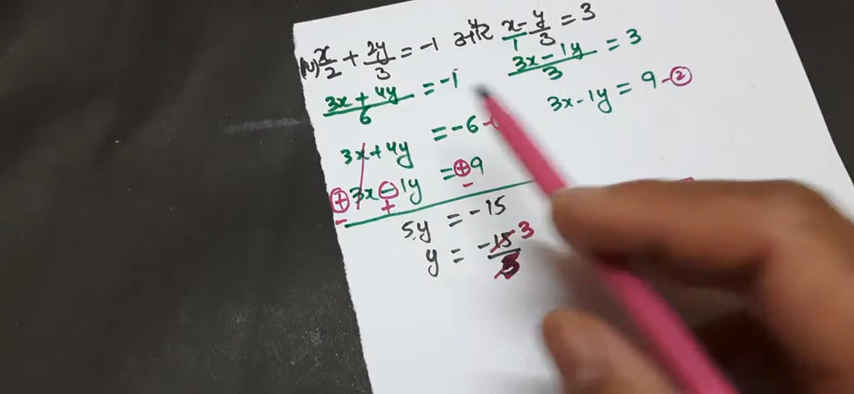 (iv) x/2 + 2y/3 = -1 और x/1 - y/3 = 3
3x + 4y / 6 = -1
3x - 1y / 3 = 3
3x + 4y = -6
3x - 1y = 9 - ②
+3x - 1y = +9
- + -
5y = -15
y = -15/5 3